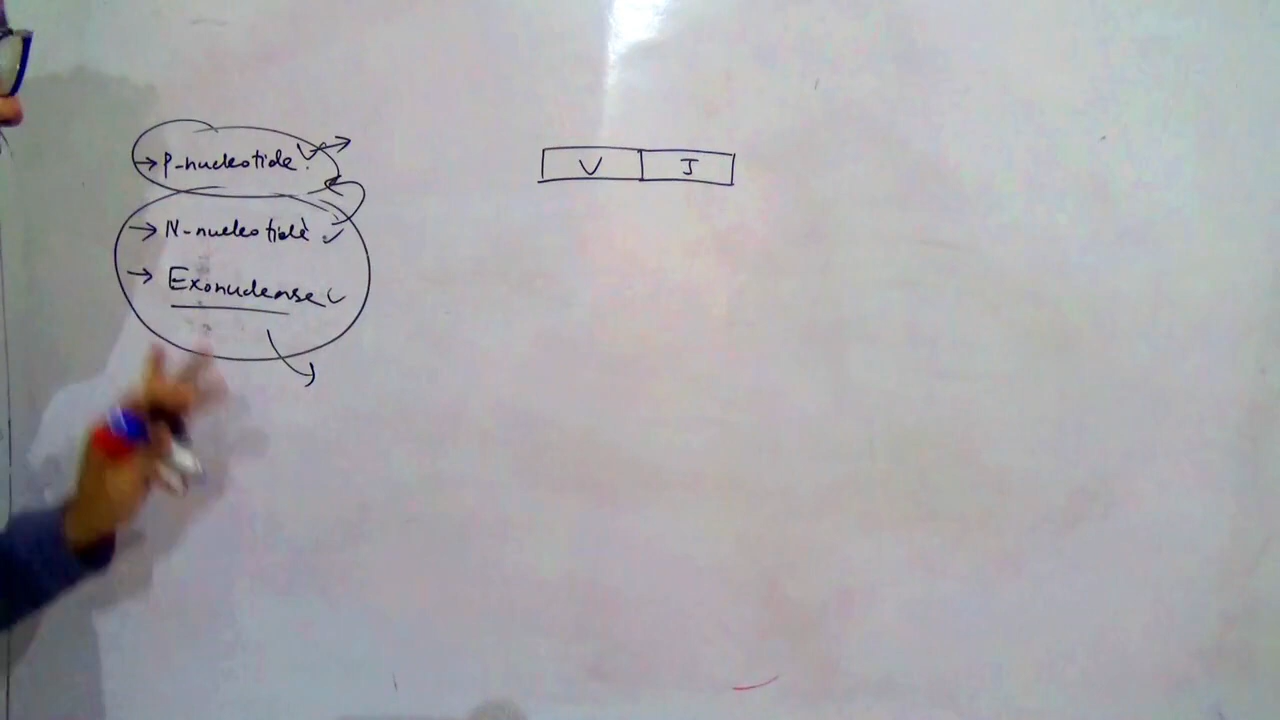 → P-nucleotide
→ N-nucleotide
→ Exonuclease
V J